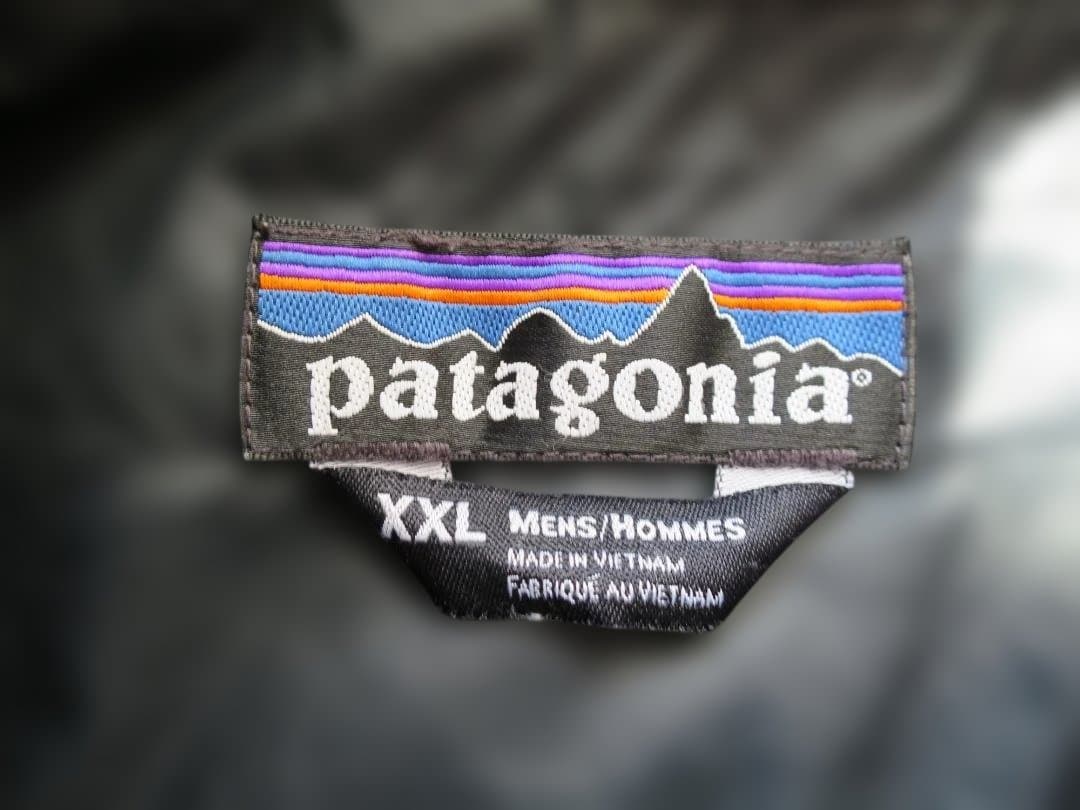 patagonia®
XXL MENS/HOMMES
MADE IN VIETNAM
FABRIQUÉ AU VIETNAM